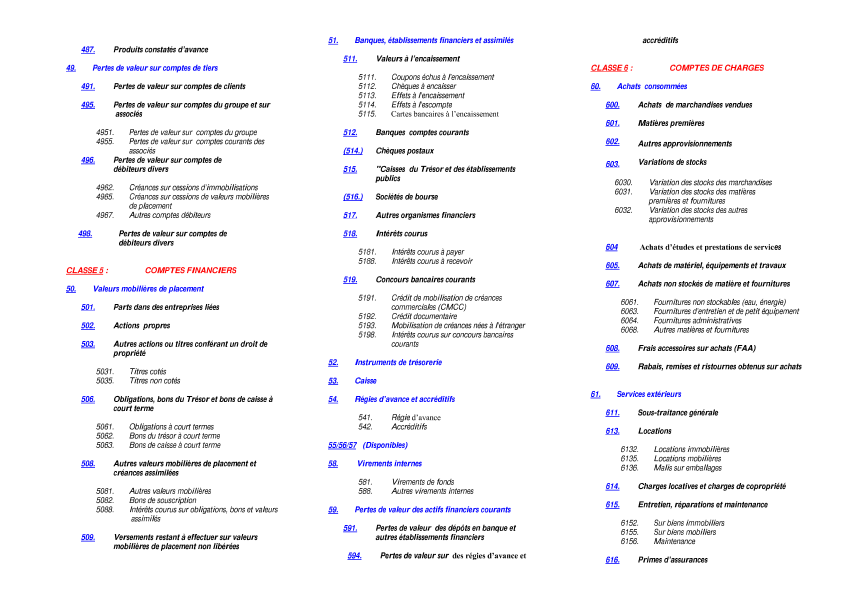 487. Produits constatés d’avance
49. Pertes de valeur sur comptes de tiers
491. Pertes de valeur sur comptes de clients
495. Pertes de valeur sur comptes du groupe et sur
associés
4951. Pertes de valeur sur comptes du groupe
4955. Pertes de valeur sur comptes courants des
associés
496. Pertes de valeur sur comptes de
débiteurs divers
4962. Créances sur cessions d’immobilisations
4965. Créances sur cessions de valeurs mobilières
de placement
4967. Autres comptes débiteurs
498. Pertes de valeur sur comptes de
débiteurs divers
CLASSE 5 : COMPTES FINANCIERS
50. Valeurs mobilières de placement
501. Parts dans des entreprises liées
502. Actions propres
503. Autres actions ou titres conférant un droit de
propriété
5031. Titres cotés
5035. Titres non cotés
506. Obligations, bons du Trésor et bons de caisse à
court terme
5061. Obligations à court termes
5062. Bons du trésor à court terme
5063. Bons de caisse à court terme
508. Autres valeurs mobilières de placement et
créances assimilées
5081. Autres valeurs mobilières
5082. Bons de souscription
5088. Intérêts courus sur obligations, bons et valeurs
assimilés
509. Versements restant à effectuer sur valeurs
mobilières de placement non libérées
51. Banques, établissements financiers et assimilés
511. Valeurs à l’encaissement
5111. Coupons échus à l’encaissement
5112. Chèques à encaisser
5113. Effets à l’encaissement
5114. Effets à l’escompte
5115. Cartes bancaires à l’encaissement
512. Banques comptes courants
(514.) Chèques postaux
515. "Caisses du Trésor et des établissements
publics
(516.) Sociétés de bourse
517. Autres organismes financiers
518. Intérêts courus
5181. Intérêts courus à payer
5188. Intérêts courus à recevoir
519. Concours bancaires courants
5191. Crédit de mobilisation de créances
commerciales (CMCC)
5192. Crédit documentaire
5193. Mobilisation de créances nées à l’étranger
5198. Intérêts courus sur concours bancaires
courants
52. Instruments de trésorerie
53. Caisse
54. Régies d’avance et accréditifs
541. Régie d’avance
542. Accréditifs
55/56/57 (Disponibles)
58. Virements internes
581. Virements de fonds
588. Autres virements internes
59. Pertes de valeur des actifs financiers courants
591. Pertes de valeur des dépôts en banque et
autres établissements financiers
594. Pertes de valeur sur des régies d’avance et
accréditifs
CLASSE 6 : COMPTES DE CHARGES
60. Achats consommées
600. Achats de marchandises vendues
601. Matières premières
602. Autres approvisionnements
603. Variations de stocks
6030. Variation des stocks des marchandises
6031. Variation des stocks des matières
premières et fournitures
6032. Variation des stocks des autres
approvisionnements
604 Achats d’études et prestations de services
605. Achats de matériel, équipements et travaux
607. Achats non stockés de matière et fournitures
6061. Fournitures non stockables (eau, énergie)
6063. Fournitures d’entretien et de petit équipement
6064. Fournitures administratives
6068. Autres matières et fournitures
608. Frais accessoires sur achats (FAA)
609. Rabais, remises et ristournes obtenus sur achats
61. Services extérieurs
611. Sous-traitance générale
613. Locations
6132. Locations immobilières
6135. Locations mobilières
6136. Malis sur emballages
614. Charges locatives et charges de copropriété
615. Entretien, réparations et maintenance
6152. Sur biens immobiliers
6155. Sur biens mobiliers
6156. Maintenance
616. Primes d’assurances